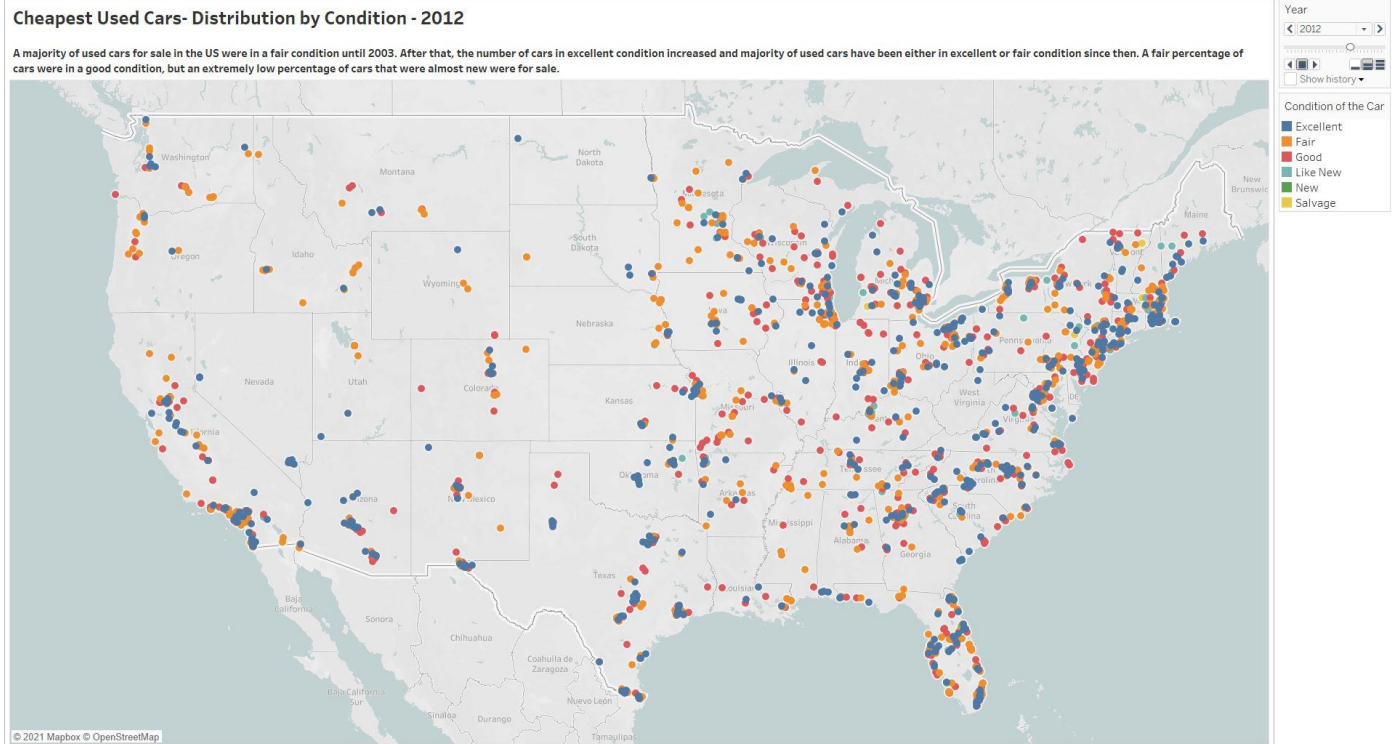 Cheapest Used Cars- Distribution by Condition - 2012
A majority of used cars for sale in the US were in a fair condition until 2003. After that, the number of cars in excellent condition increased and majority of used cars have been either in excellent or fair condition since then. A fair percentage of
cars were in a good condition, but an extremely low percentage of cars that were almost new were for sale.
Year
2012
Show history
Condition of the Car
Excellent
Fair
Good
Like New
New
Salvage
Washington
Montana
North
Dakota
New
Brunswic
Maine
South
Dakota
Idaho
Wyoming
Nebraska
Nevada
Utah
Colorado
Kansas
Illinois
Ohio
West
Virginia
DE
South
Carolina
Mississippi
Alabama
Georgia
Texas
Baja
California
Sonora
Chihuahua
Coahuila de
Zaragoza
Baja California
Sur
Nuevo León
Sinaloa
Durango
Tamaulipas
© 2021 Mapbox © OpenStreetMap